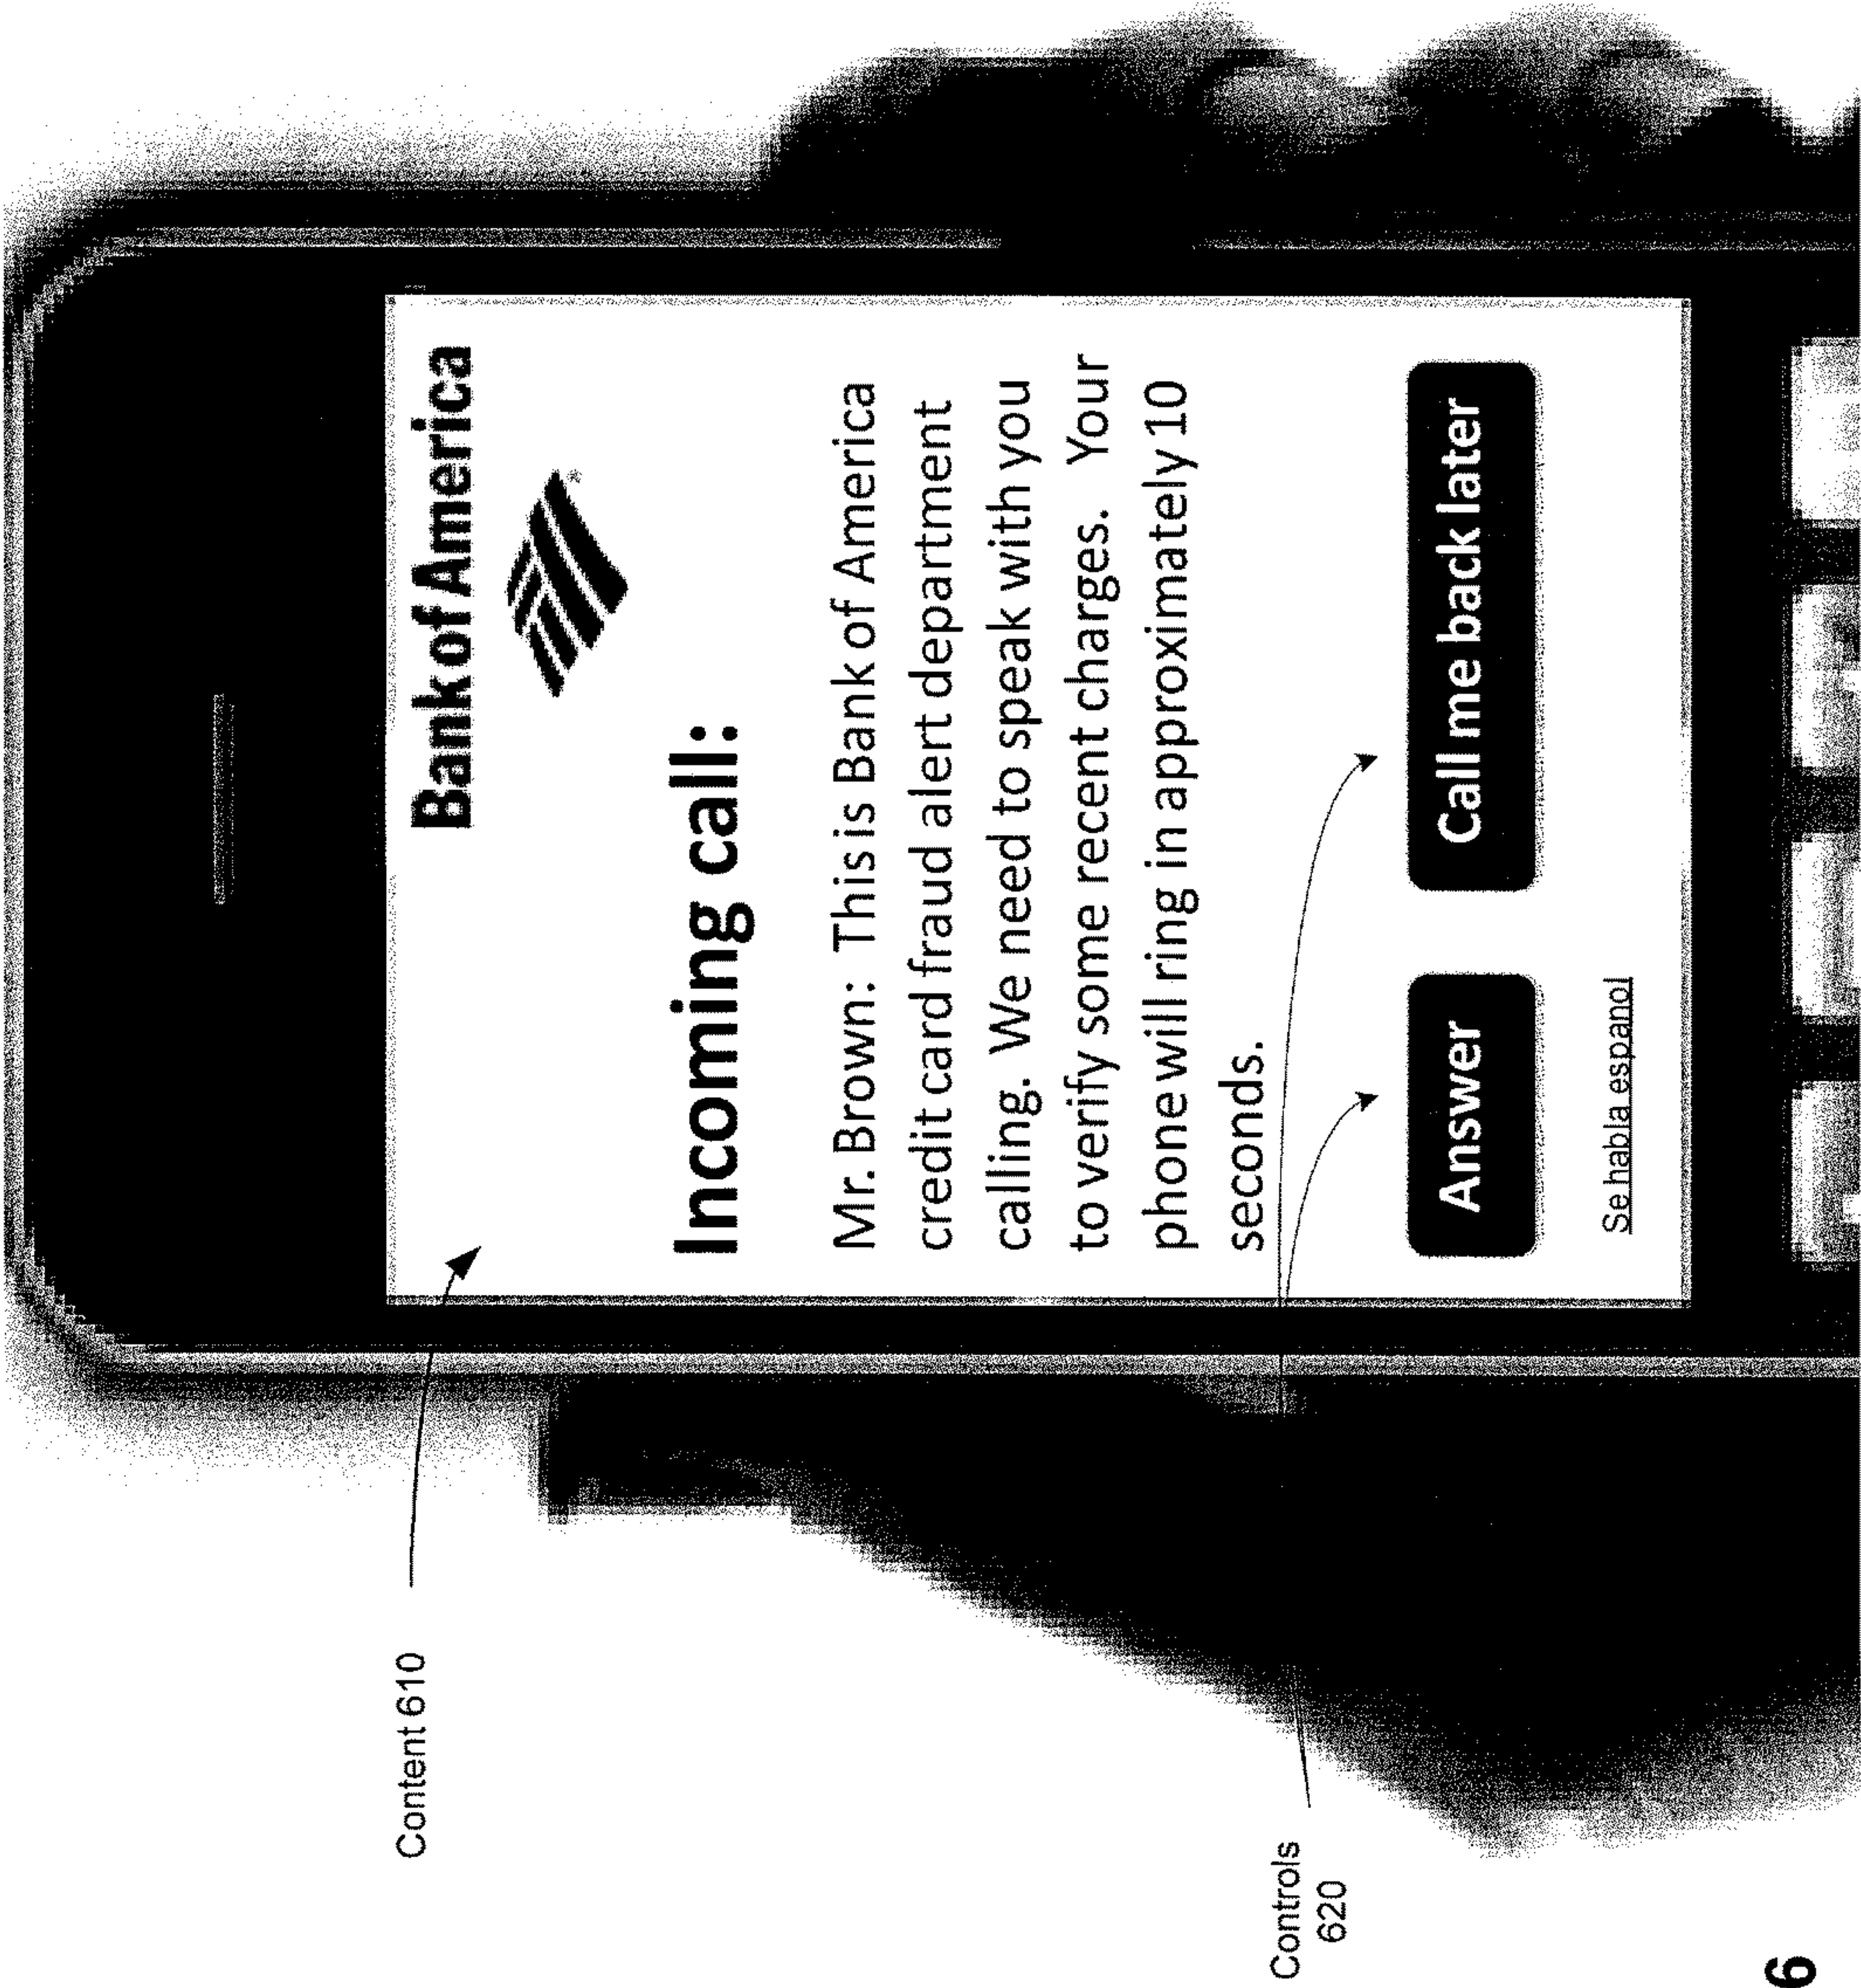 Bank of America
®
Incoming call:
Mr. Brown: This is Bank of America
credit card fraud alert department
calling. We need to speak with you
to verify some recent charges. Your
phone will ring in approximately 10
seconds.
Answer
Call me back later
Se habla espanol
Content 610
Controls
620
6